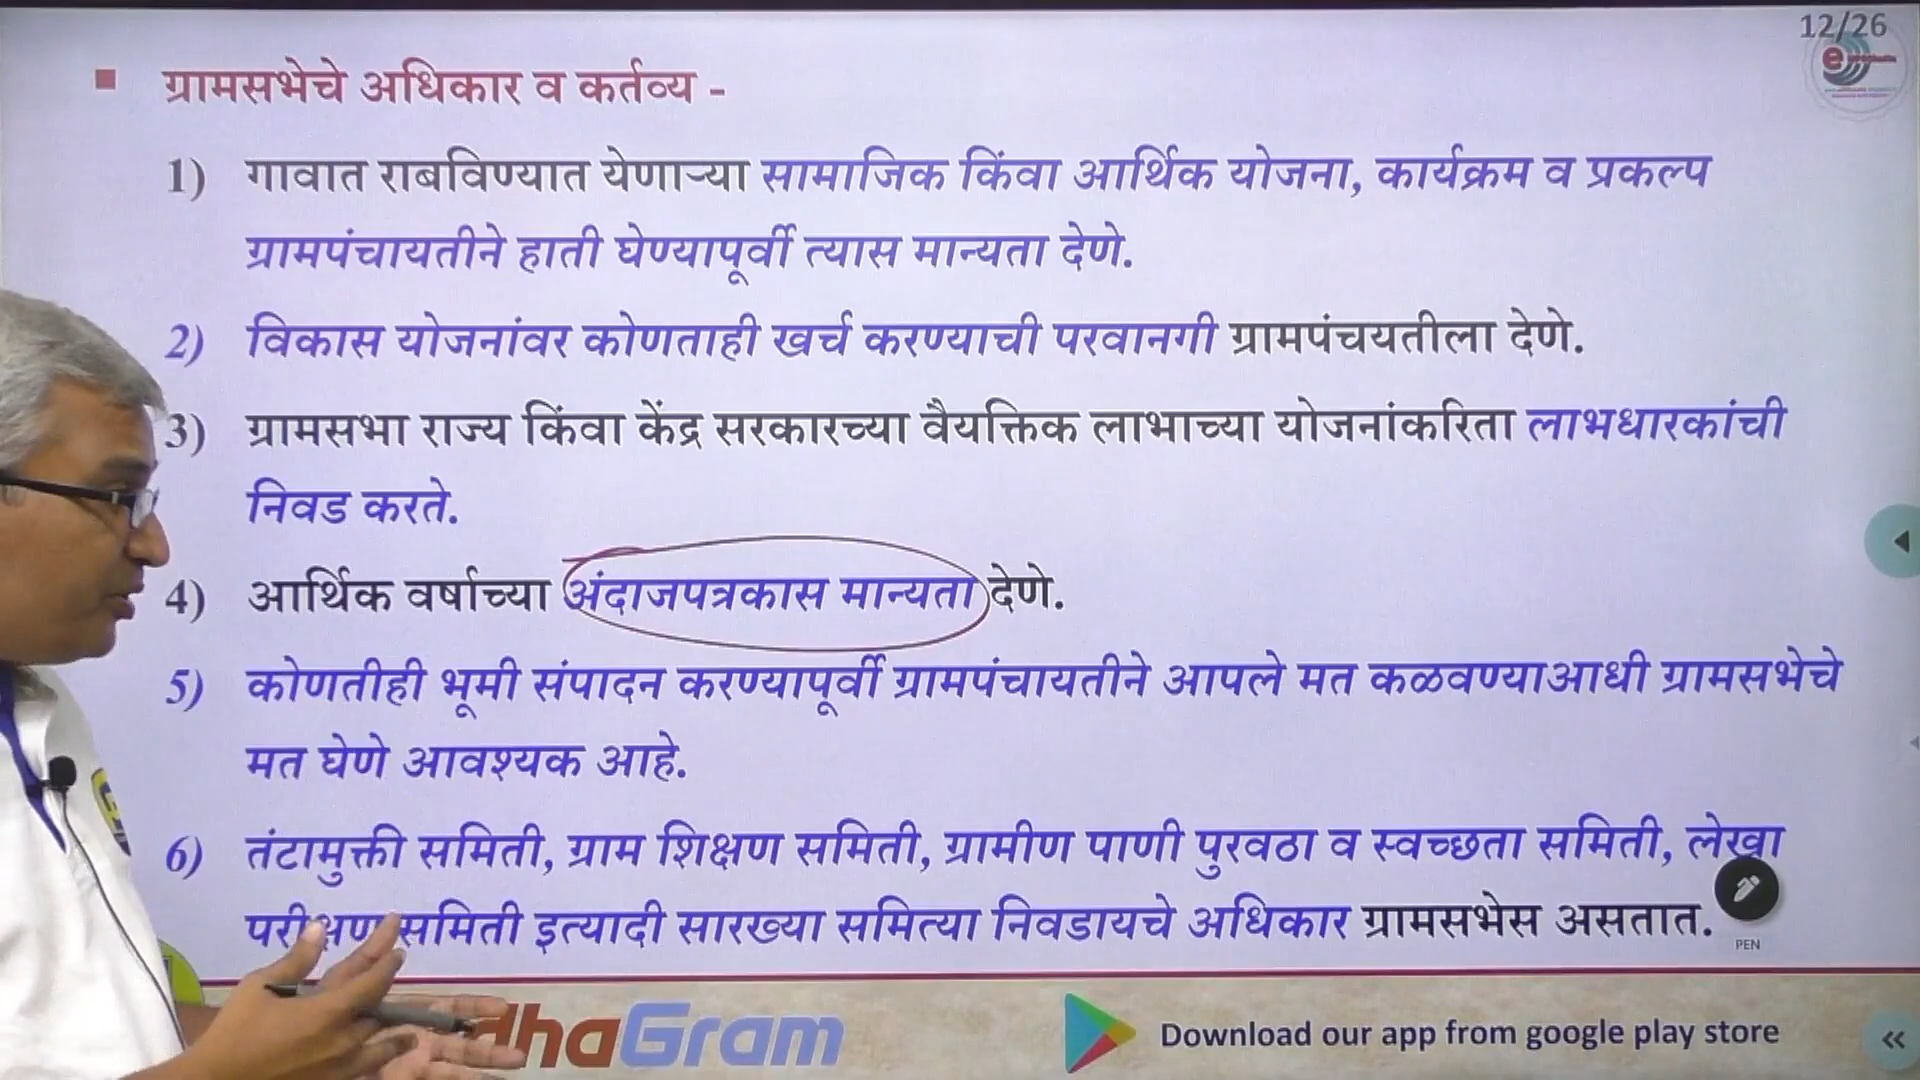 12/26
▪ ग्रामसभेचे अधिकार व कर्तव्य -
1) गावात राबविण्यात येणाऱ्या सामाजिक किंवा आर्थिक योजना, कार्यक्रम व प्रकल्प
ग्रामपंचायतीने हाती घेण्यापूर्वी त्यास मान्यता देणे.
2) विकास योजनांवर कोणताही खर्च करण्याची परवानगी ग्रामपंचयतीला देणे.
3) ग्रामसभा राज्य किंवा केंद्र सरकारच्या वैयक्तिक लाभाच्या योजनांकरिता लाभधारकांची
निवड करते.
4) आर्थिक वर्षाच्या अंदाजपत्रकास मान्यता देणे.
5) कोणतीही भूमी संपादन करण्यापूर्वी ग्रामपंचायतीने आपले मत कळवण्याआधी ग्रामसभेचे
मत घेणे आवश्यक आहे.
6) तंटामुक्ती समिती, ग्राम शिक्षण समिती, ग्रामीण पाणी पुरवठा व स्वच्छता समिती, लेखा
परीक्षण समिती इत्यादी सारख्या समित्या निवडायचे अधिकार ग्रामसभेस असतात.
PEN
dhaGram
Download our app from google play store